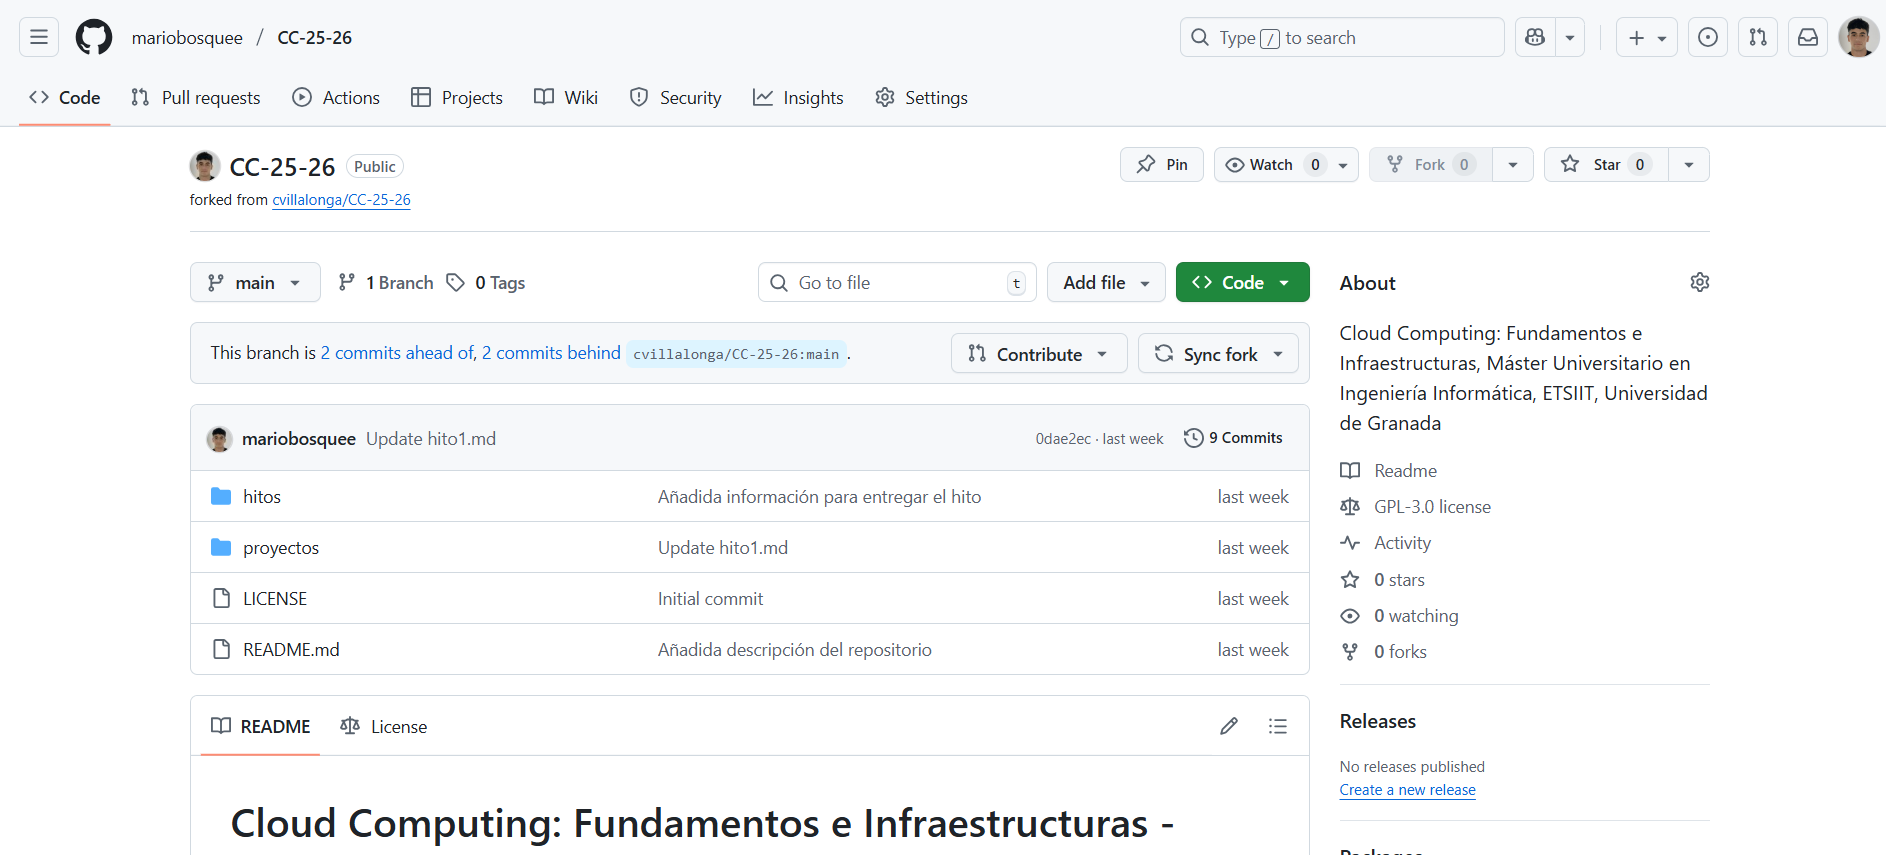 mariobosquee / CC-25-26
Type / to search
Code Pull requests Actions Projects Wiki Security Insights Settings
CC-25-26 Public
forked from cvillalonga/CC-25-26
Pin Watch 0 Fork 0 Star 0
main 1 Branch 0 Tags
Go to file t Add file Code
This branch is 2 commits ahead of, 2 commits behind cvillalonga/CC-25-26:main .
Contribute Sync fork
mariobosquee Update hito1.md 0dae2ec · last week 9 Commits
hitos Añadida información para entregar el hito last week
proyectos Update hito1.md last week
LICENSE Initial commit last week
README.md Añadida descripción del repositorio last week
README License
Cloud Computing: Fundamentos e Infraestructuras -
About
Cloud Computing: Fundamentos e
Infraestructuras, Máster Universitario en
Ingeniería Informática, ETSIIT, Universidad
de Granada
Readme
GPL-3.0 license
Activity
0 stars
0 watching
0 forks
Releases
No releases published
Create a new release
Packages